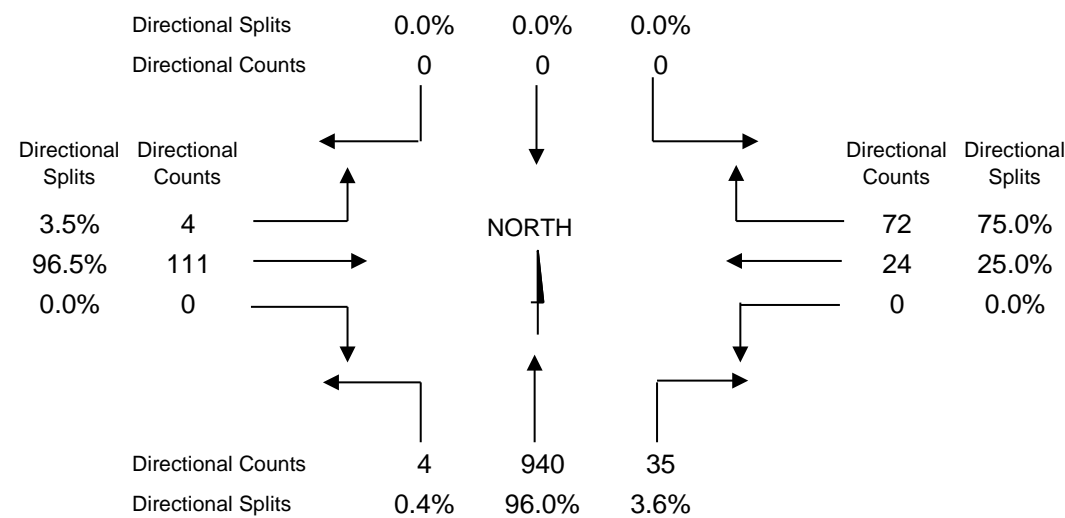 Directional Splits 0.0% 0.0% 0.0%
Directional Counts 0 0 0
Directional Directional Directional Directional
Splits Counts Counts Splits
3.5% 4 NORTH 72 75.0%
96.5% 111 24 25.0%
0.0% 0 0 0.0%
Directional Counts 4 940 35
Directional Splits 0.4% 96.0% 3.6%